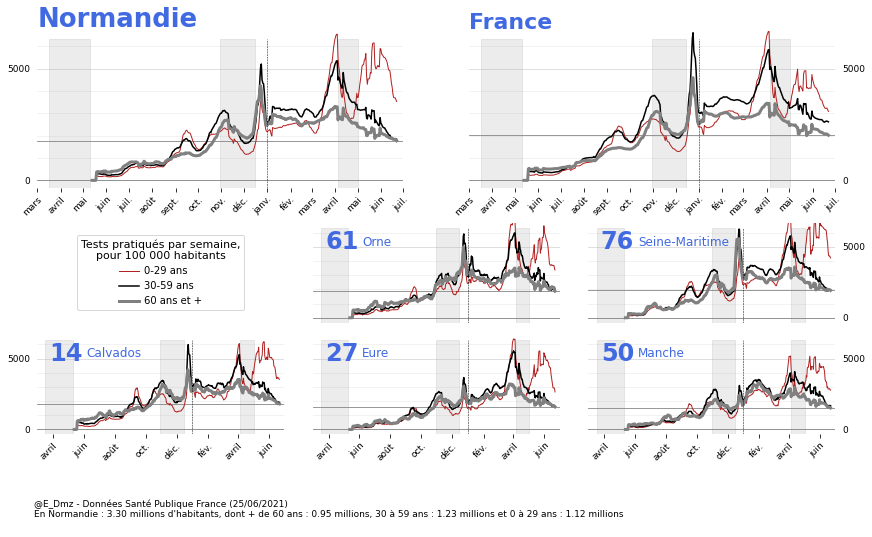 Normandie
France
5000
0
mars avril mai juin juil. août sept. oct. nov. déc. janv. fév. mars avril mai juin juil.
mars avril mai juin juil. août sept. oct. nov. déc. janv. fév. mars avril mai juin juil.
5000
0
Tests pratiqués par semaine,
pour 100 000 habitants
0-29 ans
30-59 ans
60 ans et +
61 Orne
76 Seine-Maritime
5000
0
14 Calvados
27 Eure
50 Manche
5000
0
5000
0
avril juin août oct. déc. fév. avril juin
avril juin août oct. déc. fév. avril juin
avril juin août oct. déc. fév. avril juin
@E_Dmz - Données Santé Publique France (25/06/2021)
En Normandie : 3.30 millions d'habitants, dont + de 60 ans : 0.95 millions, 30 à 59 ans : 1.23 millions et 0 à 29 ans : 1.12 millions